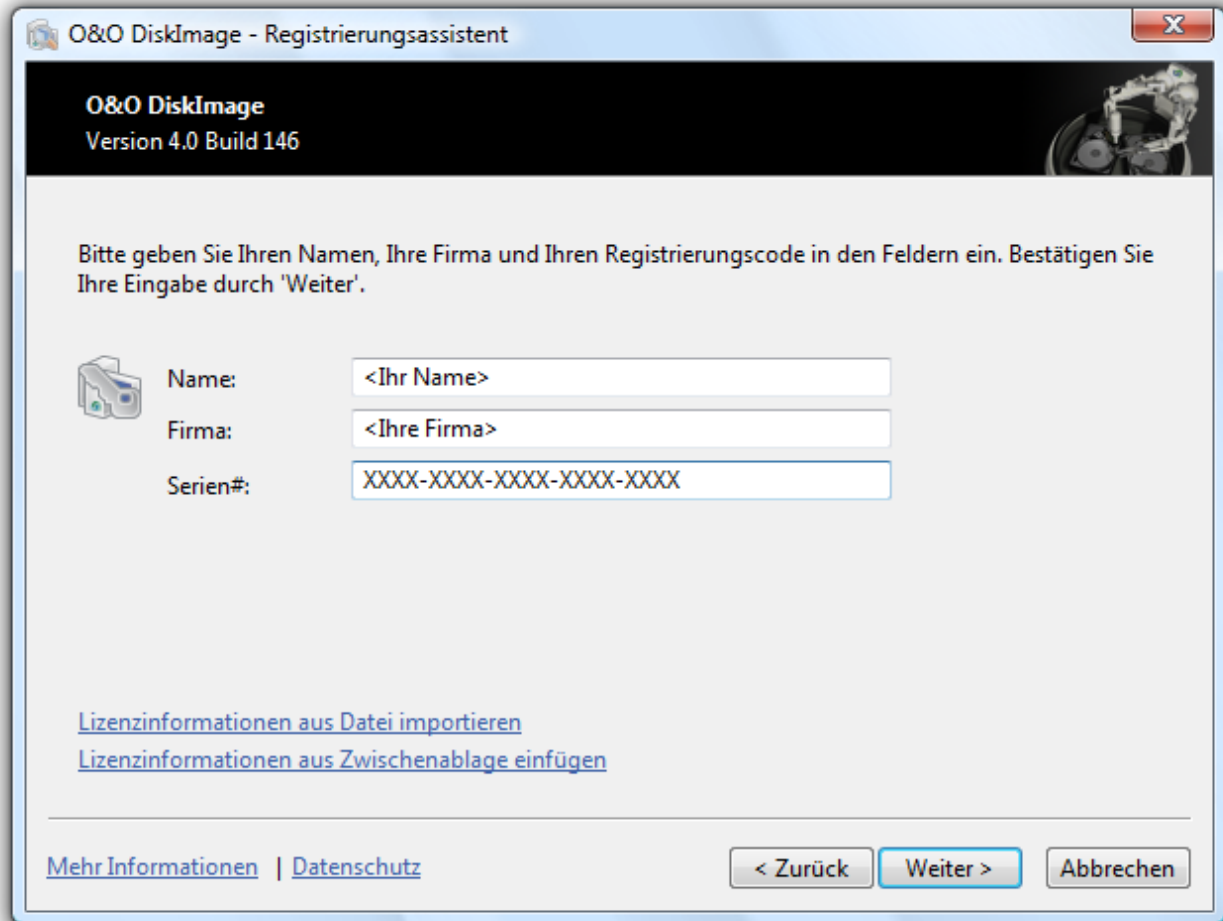 O&O DiskImage - Registrierungsassistent
O&O DiskImage
Version 4.0 Build 146
Bitte geben Sie Ihren Namen, Ihre Firma und Ihren Registrierungscode in den Feldern ein. Bestätigen Sie
Ihre Eingabe durch 'Weiter'.
Name: <Ihr Name>
Firma: <Ihre Firma>
Serien#: XXXX-XXXX-XXXX-XXXX-XXXX
Lizenzinformationen aus Datei importieren
Lizenzinformationen aus Zwischenablage einfügen
Mehr Informationen | Datenschutz < Zurück Weiter > Abbrechen